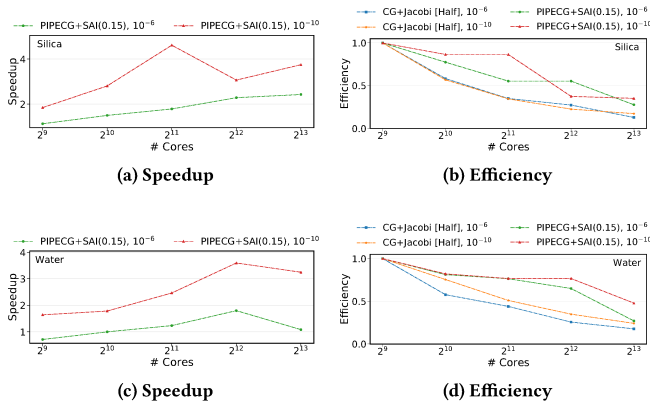 PIPECG+SAI(0.15), 10⁻⁶ PIPECG+SAI(0.15), 10⁻¹⁰
Silica
Speedup
4
2
2⁹ 2¹⁰ 2¹¹ 2¹² 2¹³
# Cores
(a) Speedup
CG+Jacobi [Half], 10⁻⁶ PIPECG+SAI(0.15), 10⁻⁶
CG+Jacobi [Half], 10⁻¹⁰ PIPECG+SAI(0.15), 10⁻¹⁰
Silica
Efficiency
1.0
0.5
0.0
2⁹ 2¹⁰ 2¹¹ 2¹² 2¹³
# Cores
(b) Efficiency
PIPECG+SAI(0.15), 10⁻⁶ PIPECG+SAI(0.15), 10⁻¹⁰
Water
Speedup
4
3
2
1
2⁹ 2¹⁰ 2¹¹ 2¹² 2¹³
# Cores
(c) Speedup
CG+Jacobi [Half], 10⁻⁶ PIPECG+SAI(0.15), 10⁻⁶
CG+Jacobi [Half], 10⁻¹⁰ PIPECG+SAI(0.15), 10⁻¹⁰
Water
Efficiency
1.0
0.5
0.0
2⁹ 2¹⁰ 2¹¹ 2¹² 2¹³
# Cores
(d) Efficiency